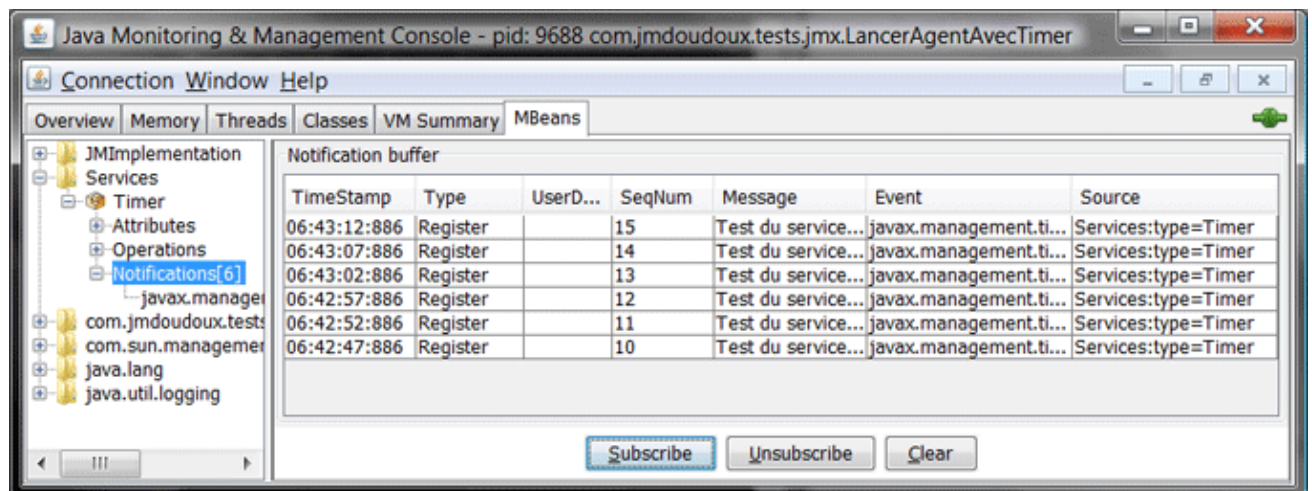 Java Monitoring & Management Console - pid: 9688 com.jmdoudoux.tests.jmx.LancerAgentAvecTimer
Connection Window Help
Overview Memory Threads Classes VM Summary MBeans
JMImplementation
Services
Timer
Attributes
Operations
Notifications[6]
javax.manage
com.jmdoudoux.tests
com.sun.managemer
java.lang
java.util.logging
Notification buffer
TimeStamp Type UserD... SeqNum Message Event Source
06:43:12:886 Register 15 Test du service... javax.management.ti... Services:type=Timer
06:43:07:886 Register 14 Test du service... javax.management.ti... Services:type=Timer
06:43:02:886 Register 13 Test du service... javax.management.ti... Services:type=Timer
06:42:57:886 Register 12 Test du service... javax.management.ti... Services:type=Timer
06:42:52:886 Register 11 Test du service... javax.management.ti... Services:type=Timer
06:42:47:886 Register 10 Test du service... javax.management.ti... Services:type=Timer
Subscribe Unsubscribe Clear